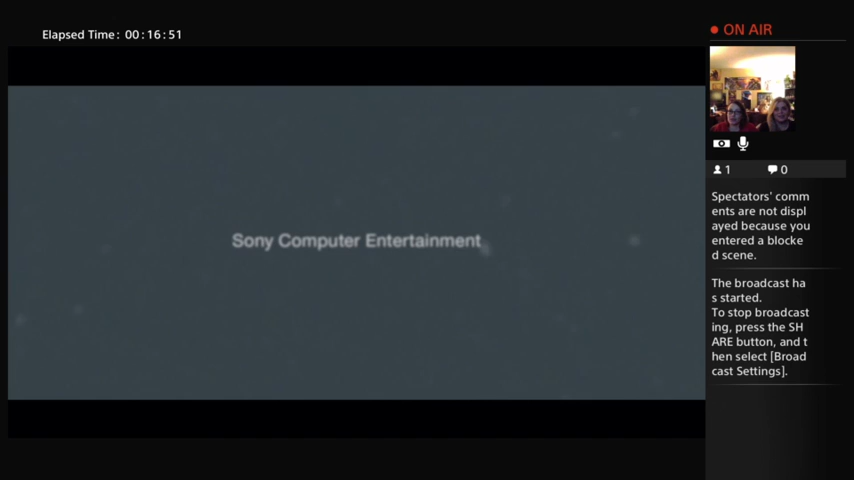 Elapsed Time: 00:16:51
ON AIR
Sony Computer Entertainment
1
0
Spectators' comm
ents are not displ
ayed because you
entered a blocke
d scene.
The broadcast ha
s started.
To stop broadcast
ing, press the SH
ARE button, and t
hen select [Broad
cast Settings].